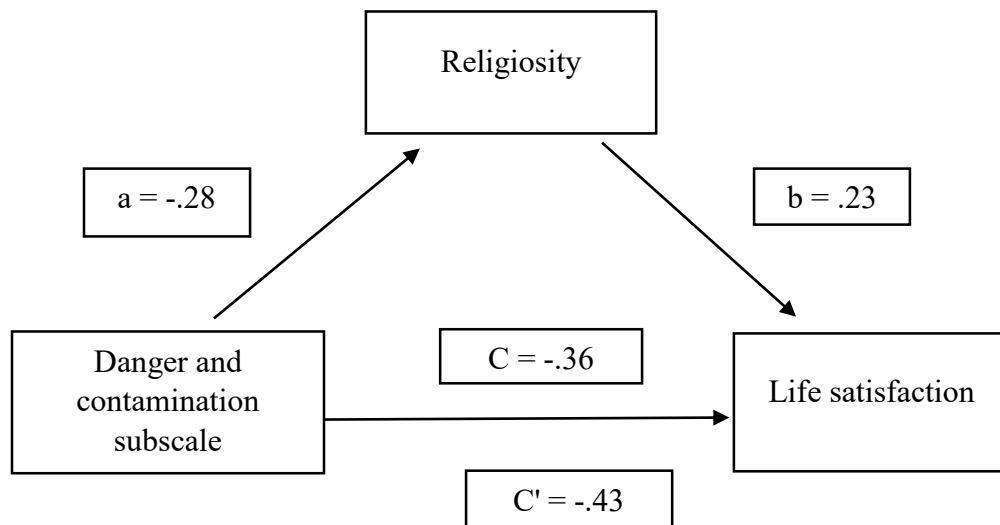 Religiosity
a = -.28
b = .23
Danger and
contamination
subscale
C = -.36
Life satisfaction
C' = -.43